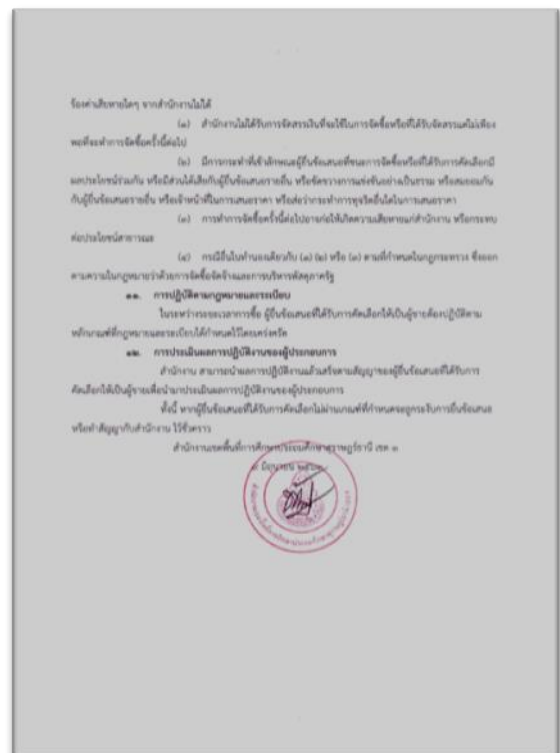 ร้องค่าเสียหายใดๆ จากสำนักงานไม่ได้
(๑) สำนักงานไม่ได้รับการจัดสรรเงินที่จะใช้ในการจัดซื้อหรือที่ได้รับจัดสรรแต่ไม่เพียง
พอที่จะทำการจัดซื้อครั้งนี้ต่อไป
(๒) มีการกระทำที่เข้าลักษณะผู้ยื่นข้อเสนอที่ชนะการจัดซื้อหรือที่ได้รับการคัดเลือกมี
ผลประโยชน์ร่วมกัน หรือมีส่วนได้เสียกับผู้ยื่นข้อเสนอรายอื่น หรือขัดขวางการแข่งขันอย่างเป็นธรรม หรือสมยอมกัน
กับผู้ยื่นข้อเสนอรายอื่น หรือเจ้าหน้าที่ในการเสนอราคา หรือส่อว่ากระทำการทุจริตอื่นใดในการเสนอราคา
(๓) การทำการจัดซื้อครั้งนี้ต่อไปอาจก่อให้เกิดความเสียหายแก่สำนักงาน หรือกระทบ
ต่อประโยชน์สาธารณะ
(๔) กรณีอื่นในทำนองเดียวกับ (๑) (๒) หรือ (๓) ตามที่กำหนดในกฎกระทรวง ซึ่งออก
ตามความในกฎหมายว่าด้วยการจัดซื้อจัดจ้างและการบริหารพัสดุภาครัฐ
๑๑. การปฏิบัติตามกฎหมายและระเบียบ
ในระหว่างระยะเวลาการซื้อ ผู้ยื่นข้อเสนอที่ได้รับการคัดเลือกให้เป็นผู้ขายต้องปฏิบัติตาม
หลักเกณฑ์ที่กฎหมายและระเบียบได้กำหนดไว้โดยเคร่งครัด
๑๒. การประเมินผลการปฏิบัติงานของผู้ประกอบการ
สำนักงาน สามารถนำผลการปฏิบัติงานแล้วเสร็จตามสัญญาของผู้ยื่นข้อเสนอที่ได้รับการ
คัดเลือกให้เป็นผู้ขายเพื่อนำมาประเมินผลการปฏิบัติงานของผู้ประกอบการ
ทั้งนี้ หากผู้ยื่นข้อเสนอที่ได้รับการคัดเลือกไม่ผ่านเกณฑ์ที่กำหนดจะถูกระงับการยื่นข้อเสนอ
หรือทำสัญญากับสำนักงาน ไว้ชั่วคราว
สำนักงานเขตพื้นที่การศึกษาประถมศึกษาสุราษฎร์ธานี เขต ๑
มิถุนายน